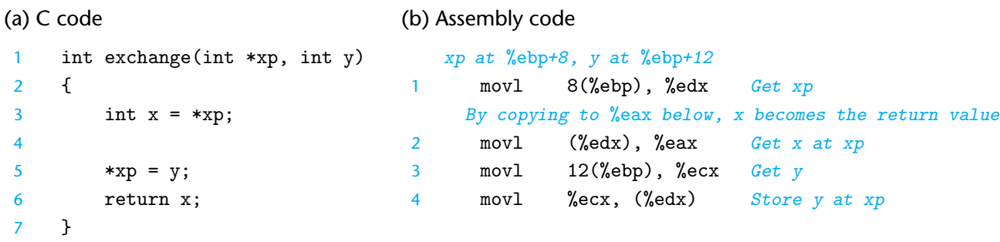 (a) C code
1 int exchange(int *xp, int y)
2 {
3 int x = *xp;
4
5 *xp = y;
6 return x;
7 }
(b) Assembly code
xp at %ebp+8, y at %ebp+12
1 movl 8(%ebp), %edx Get xp
By copying to %eax below, x becomes the return value
2 movl (%edx), %eax Get x at xp
3 movl 12(%ebp), %ecx Get y
4 movl %ecx, (%edx) Store y at xp